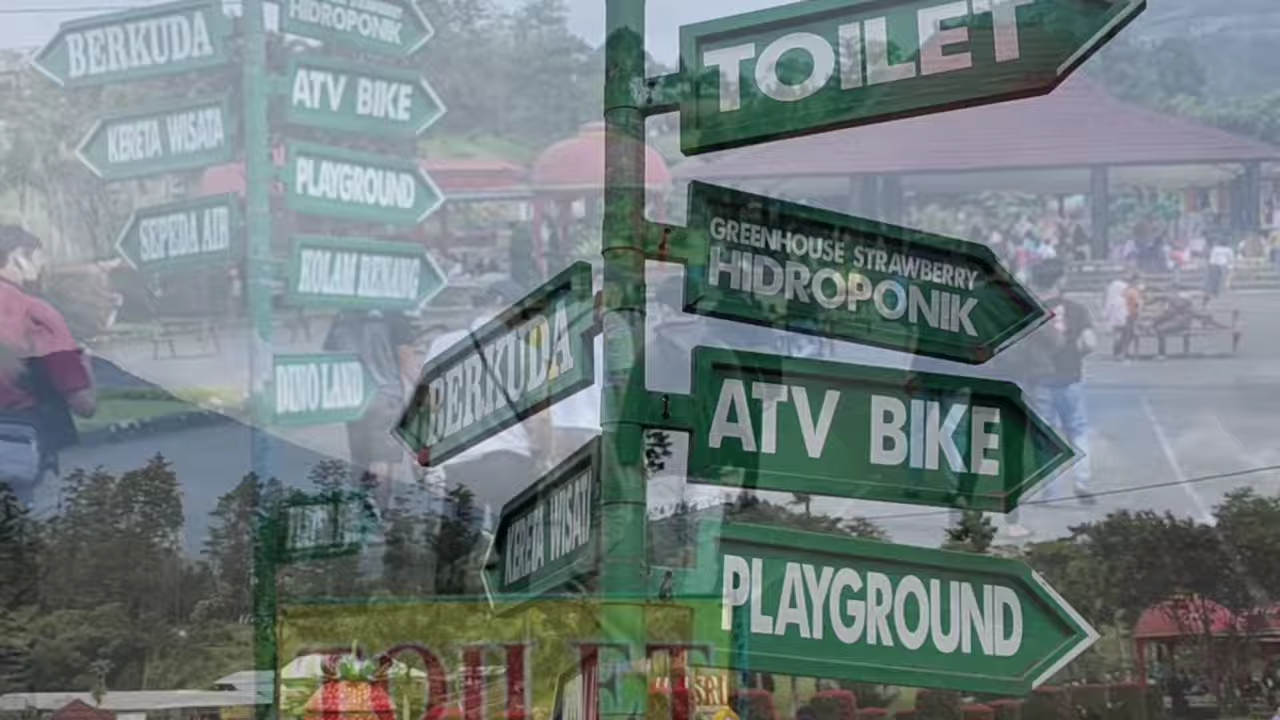 BERKUDA
KERETA WISATA
SEPEDA AIR
HIDROPONIK
ATV BIKE
PLAYGROUND
KOLAM RENANG
DINO LAND
TOILET
GREENHOUSE STRAWBERRY
HIDROPONIK
ATV BIKE
PLAYGROUND
BERKUDA
KERETA WISAT
TOILET